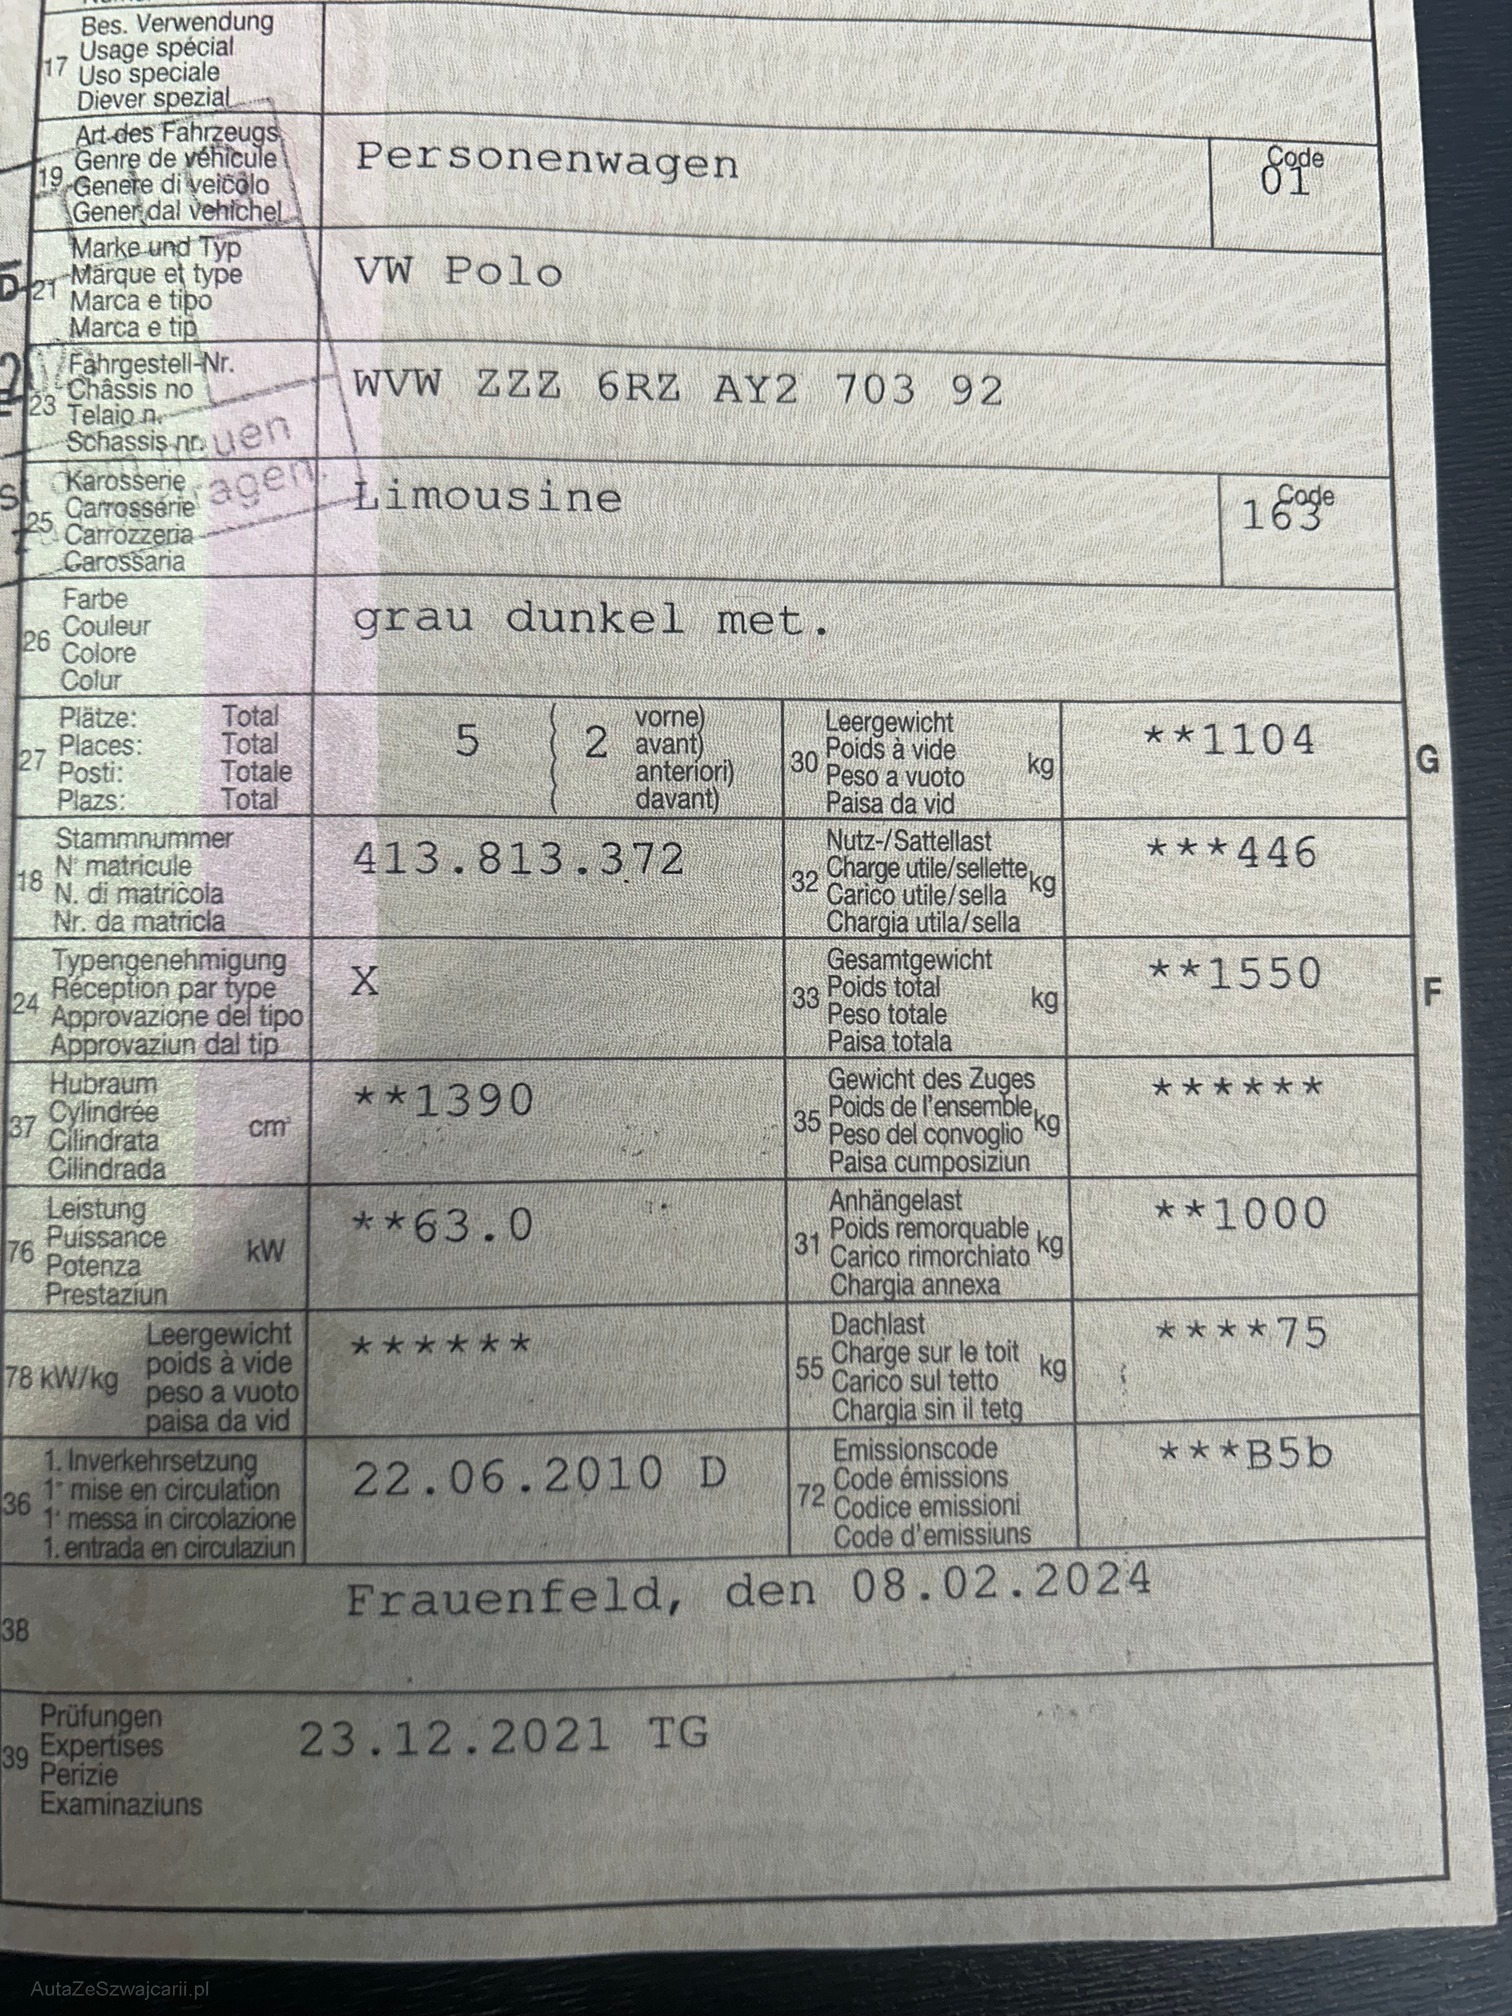 17 Bes. Verwendung
Usage spécial
Uso speciale
Diever spezial
19 Art des Fahrzeugs
Genre de véhicule
Genere di veicolo
Gener dal vehichel
Personenwagen
Code
01
21 Marke und Typ
Marque et type
Marca e tipo
Marca e tip
VW Polo
23 Fahrgestell-Nr.
Châssis no
Telaio n.
Schassis nr.
WVW ZZZ 6RZ AY2 703 92
uen
agen.
25 Karosserie
Carrosserie
Carrozzeria
Carossaria
Limousine
Code
163
26 Farbe
Couleur
Colore
Colur
grau dunkel met.
27 Plätze: Total
Places: Total
Posti: Totale
Plazs: Total
5 ( 2 vorne)
avant)
anteriori)
davant)
30 Leergewicht
Poids à vide kg
Peso a vuoto
Paisa da vid
**1104
G
18 Stammnummer
N° matricule
N. di matricola
Nr. da matricla
413.813.372
32 Nutz-/Sattellast
Charge utile/sellette kg
Carico utile/sella
Chargia utila/sella
***446
24 Typengenehmigung
Réception par type
Approvazione del tipo
Approvaziun dal tip
X
33 Gesamtgewicht
Poids total kg
Peso totale
Paisa totala
**1550
F
37 Hubraum
Cylindrée cm³
Cilindrata
Cilindrada
**1390
35 Gewicht des Zuges
Poids de l'ensemble kg
Peso del convoglio
Paisa cumposiziun
******
76 Leistung
Puissance kW
Potenza
Prestaziun
**63.0
31 Anhängelast
Poids remorquable kg
Carico rimorchiato
Chargia annexa
**1000
78 kW/kg Leergewicht
poids à vide
peso a vuoto
paisa da vid
******
55 Dachlast
Charge sur le toit kg
Carico sul tetto
Chargia sin il tetg
****75
36 1. Inverkehrsetzung
1re mise en circulation
1a messa in circolazione
1. entrada en circulaziun
22.06.2010 D
72 Emissionscode
Code émissions
Codice emissioni
Code d'emissiuns
***B5b
38 Frauenfeld, den 08.02.2024
39 Prüfungen
Expertises
Perizie
Examinaziuns
23.12.2021 TG
AutaZeSzwajcarii.pl